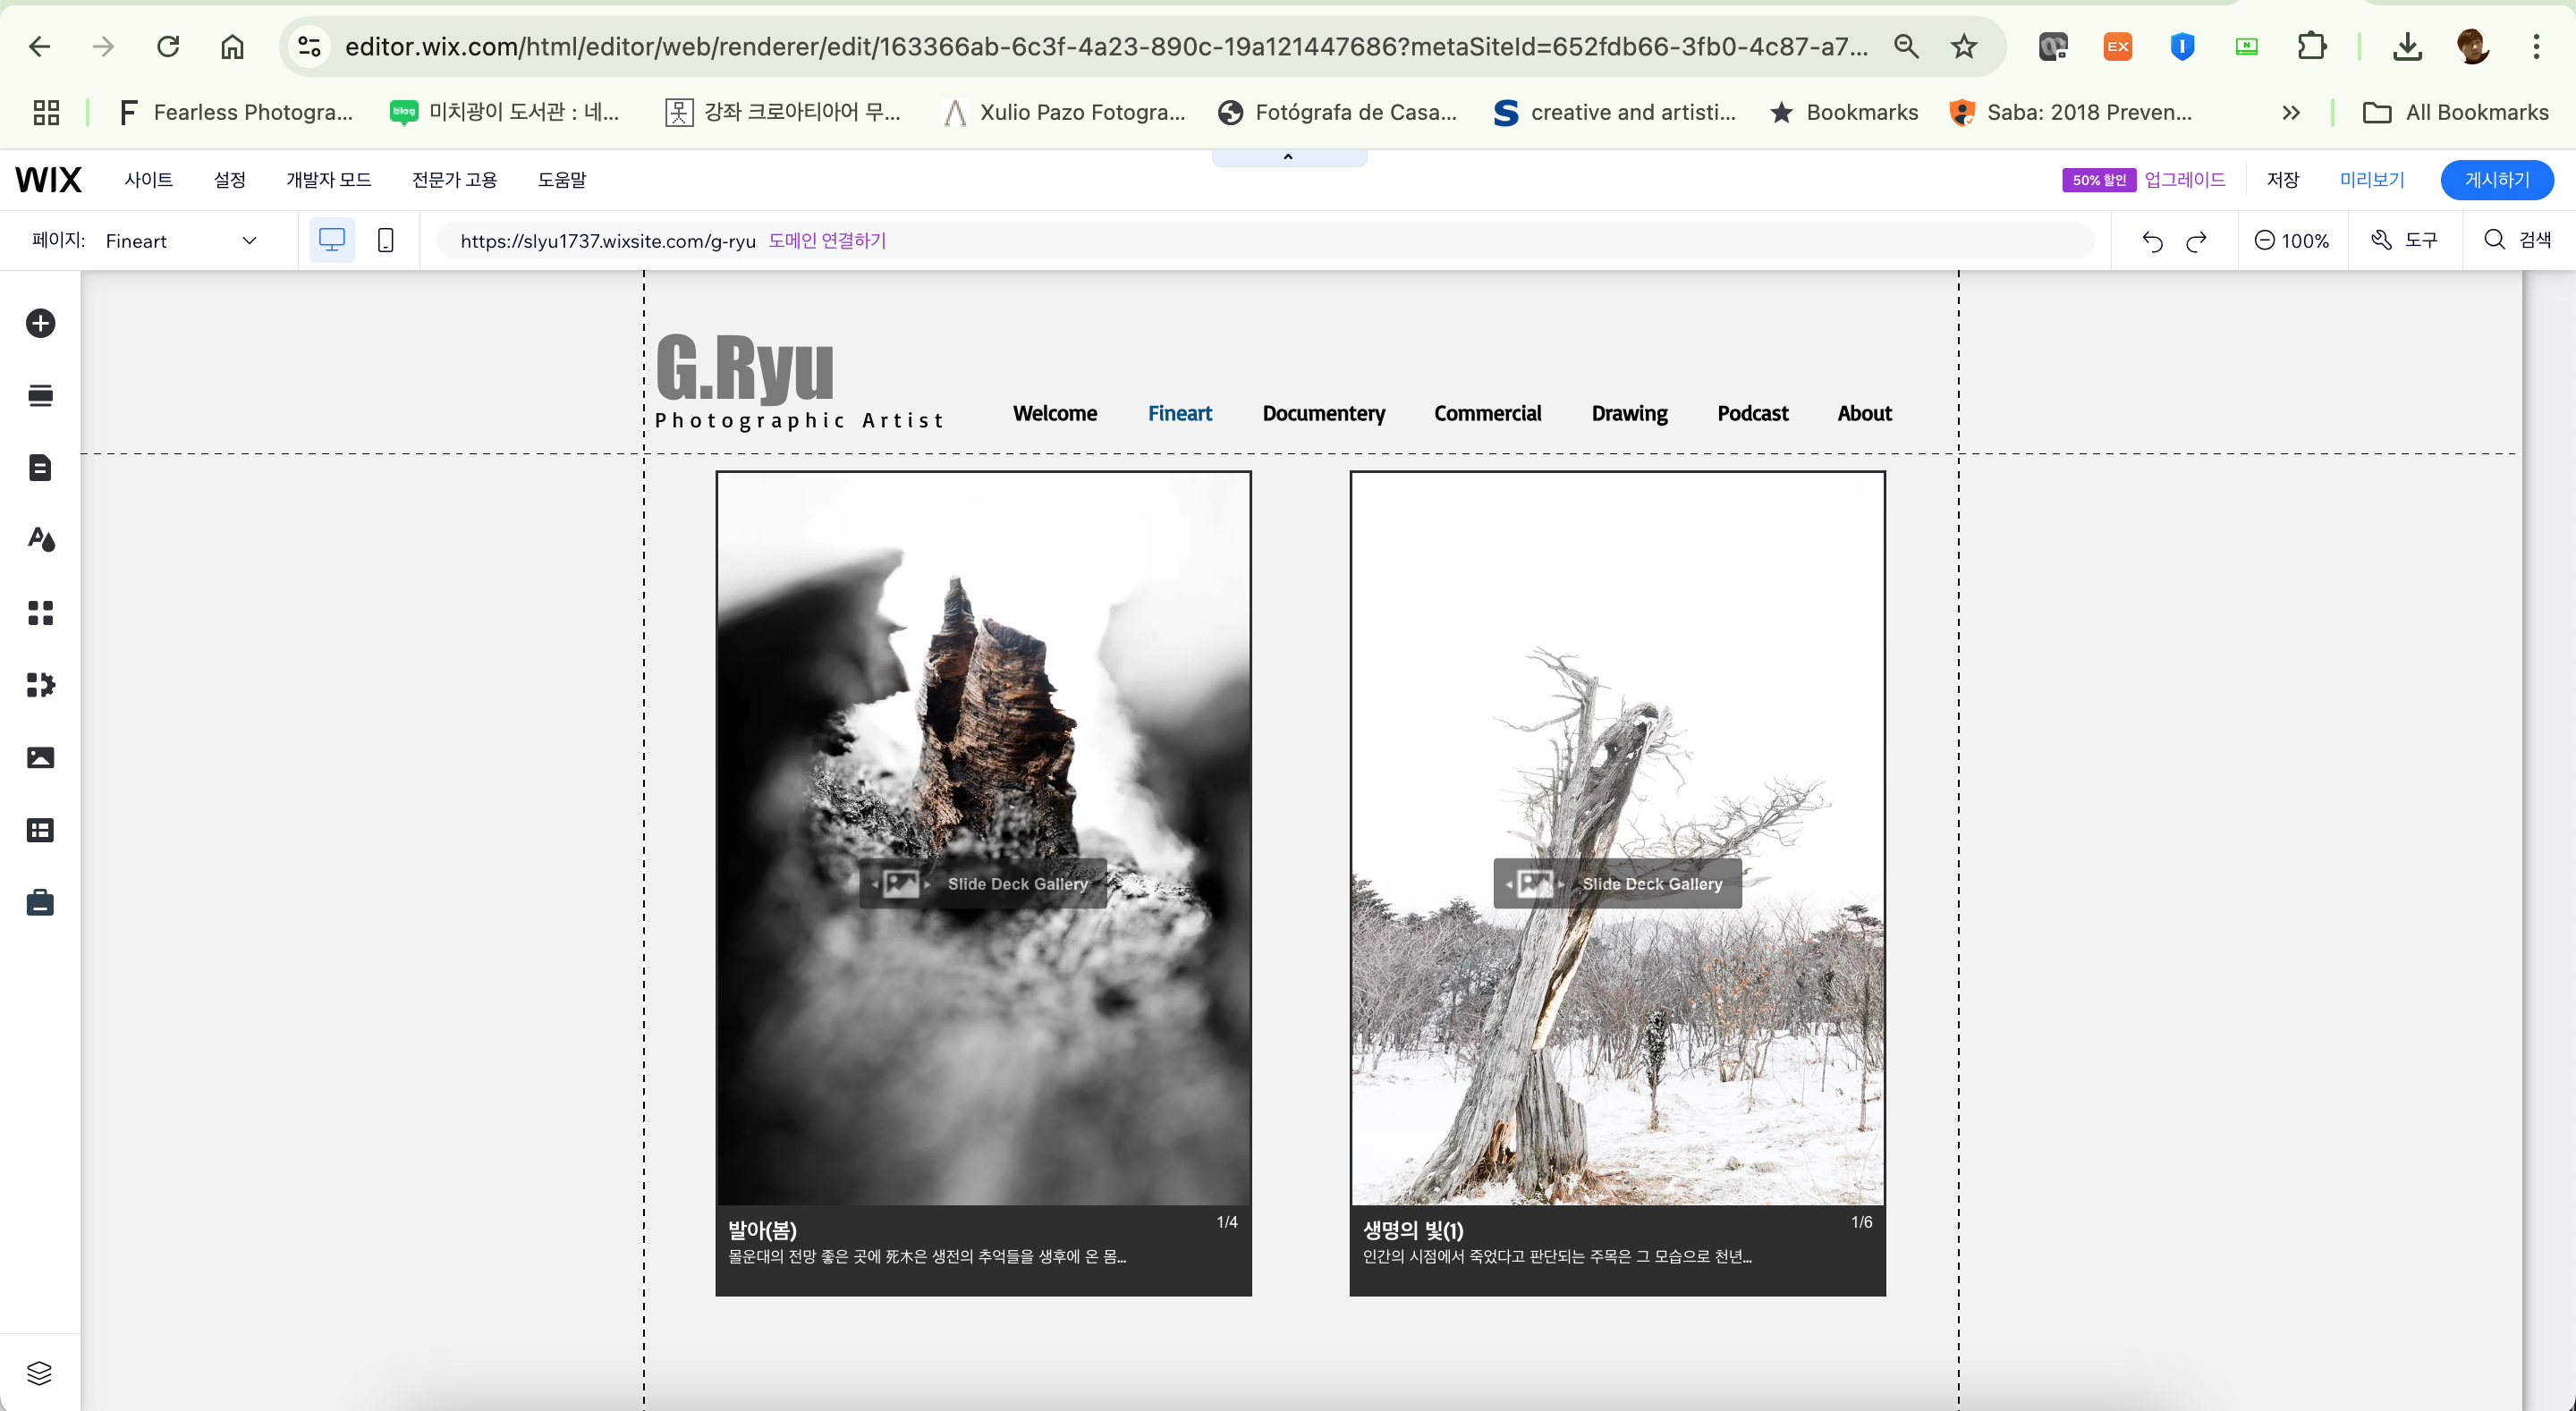 editor.wix.com/html/editor/web/renderer/edit/163366ab-6c3f-4a23-890c-19a121447686?metaSiteId=652fdb66-3fb0-4c87-a7...
EX
I
N
Fearless Photogra...
blog 미치광이 도서관 : 네...
강좌 크로아티아어 무...
Xulio Pazo Fotogra...
Fotógrafa de Casa...
creative and artisti...
Bookmarks
Saba: 2018 Preven...
All Bookmarks
WIX 사이트 설정 개발자 모드 전문가 고용 도움말 50% 할인 업그레이드 저장 미리보기 게시하기
페이지: Fineart https://slyu1737.wixsite.com/g-ryu 도메인 연결하기 100% 도구 검색
G.Ryu
Photographic Artist
Welcome Fineart Documentery Commercial Drawing Podcast About
Slide Deck Gallery
발아(봄) 1/4
몰운대의 전망 좋은 곳에 死木은 생전의 추억들을 생후에 온 몸...
Slide Deck Gallery
생명의 빛(1) 1/6
인간의 시점에서 죽었다고 판단되는 주목은 그 모습으로 천년...